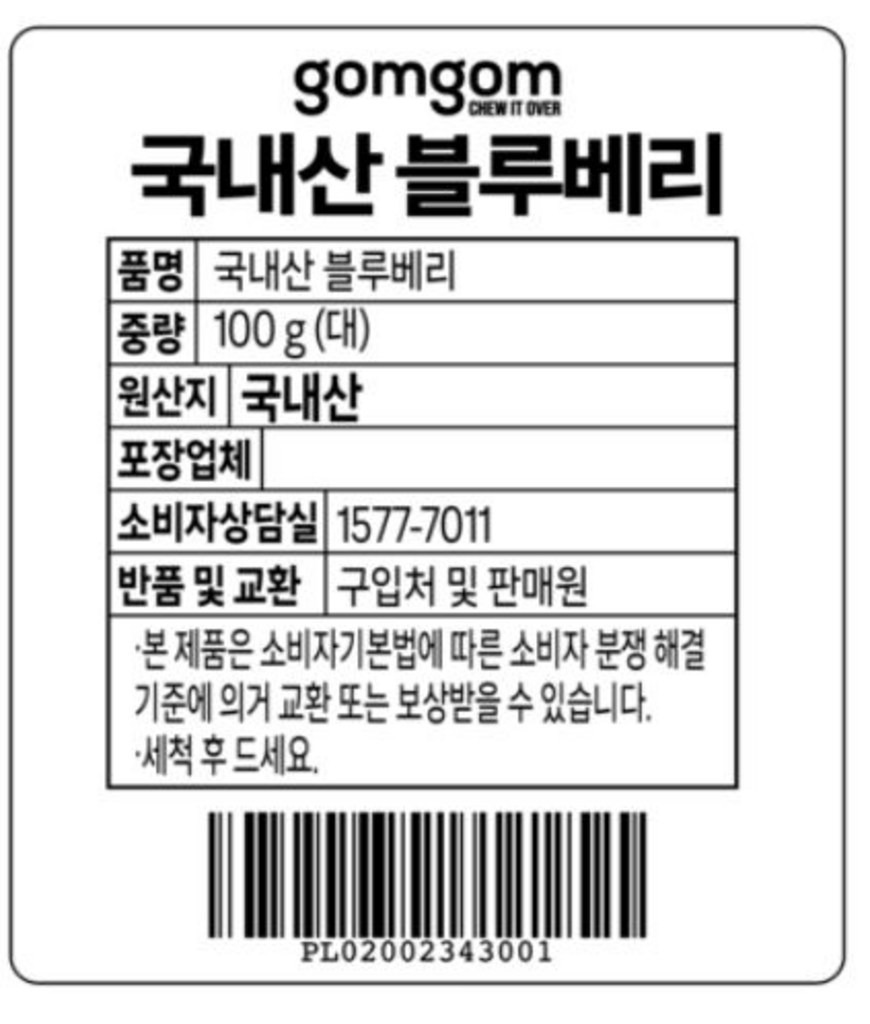 gomgom
CHEW IT OVER
국내산 블루베리
품명 국내산 블루베리
중량 100 g (대)
원산지 국내산
포장업체
소비자상담실 1577-7011
반품 및 교환 구입처 및 판매원
·본 제품은 소비자기본법에 따른 소비자 분쟁 해결
기준에 의거 교환 또는 보상받을 수 있습니다.
·세척 후 드세요.
PL02002343001